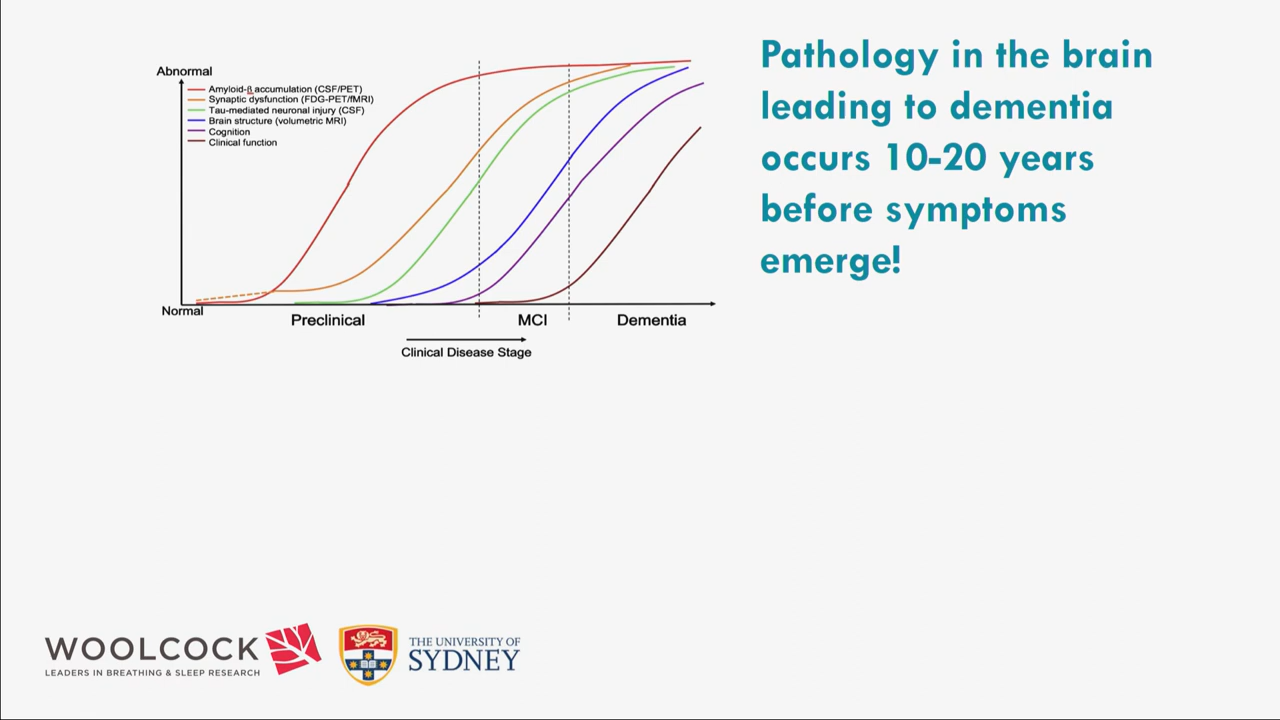 Pathology in the brain
leading to dementia
occurs 10-20 years
before symptoms
emerge!
Abnormal
Amyloid-β accumulation (CSF/PET)
Synaptic dysfunction (FDG-PET/fMRI)
Tau-mediated neuronal injury (CSF)
Brain structure (volumetric MRI)
Cognition
Clinical function
Normal
Preclinical
MCI
Dementia
Clinical Disease Stage
WOOLCOCK
LEADERS IN BREATHING & SLEEP RESEARCH
THE UNIVERSITY OF
SYDNEY